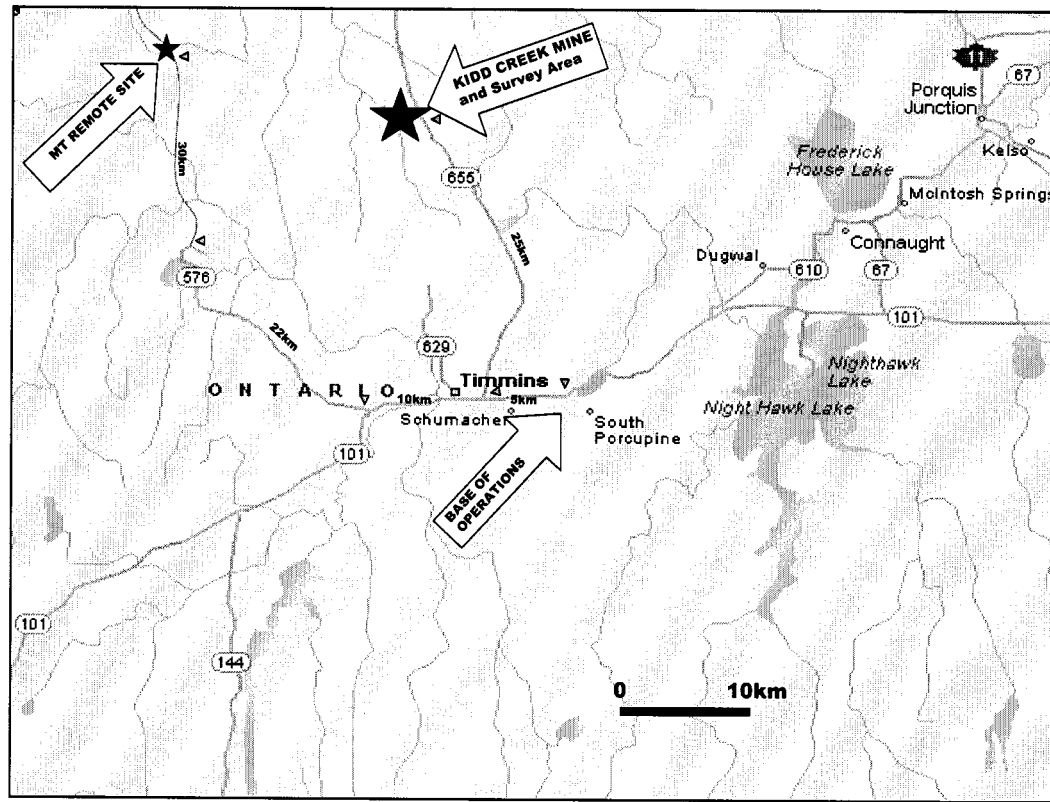 KIDD CREEK MINE
and Survey Area
MT REMOTE SITE
11
67
Porquis
Junction
Kelso
Frederick
House Lake
McIntosh Springs
30km
655
25km
Connaught
Dugwal
576
610
67
101
22km
629
Nighthawk
Lake
ONTARIO
Timmins
10km
5km
Schumacher
South
Porcupine
Night Hawk Lake
101
BASE OF
OPERATIONS
101
144
0 10km